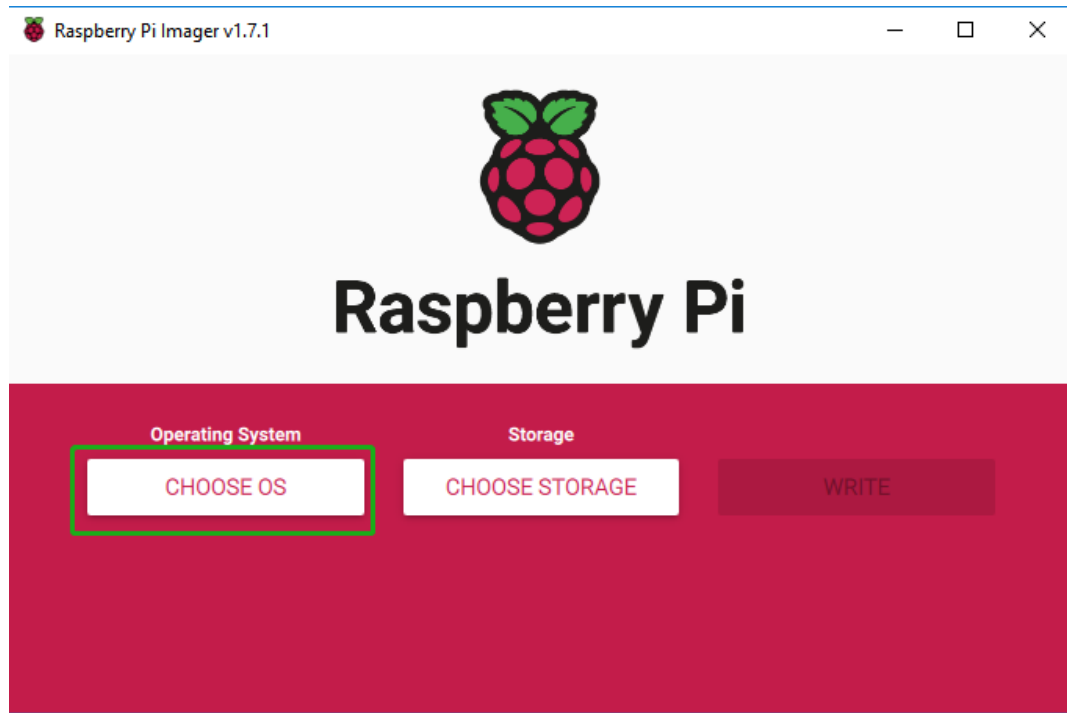 Raspberry Pi Imager v1.7.1
Raspberry Pi
Operating System
Storage
CHOOSE OS
CHOOSE STORAGE
WRITE